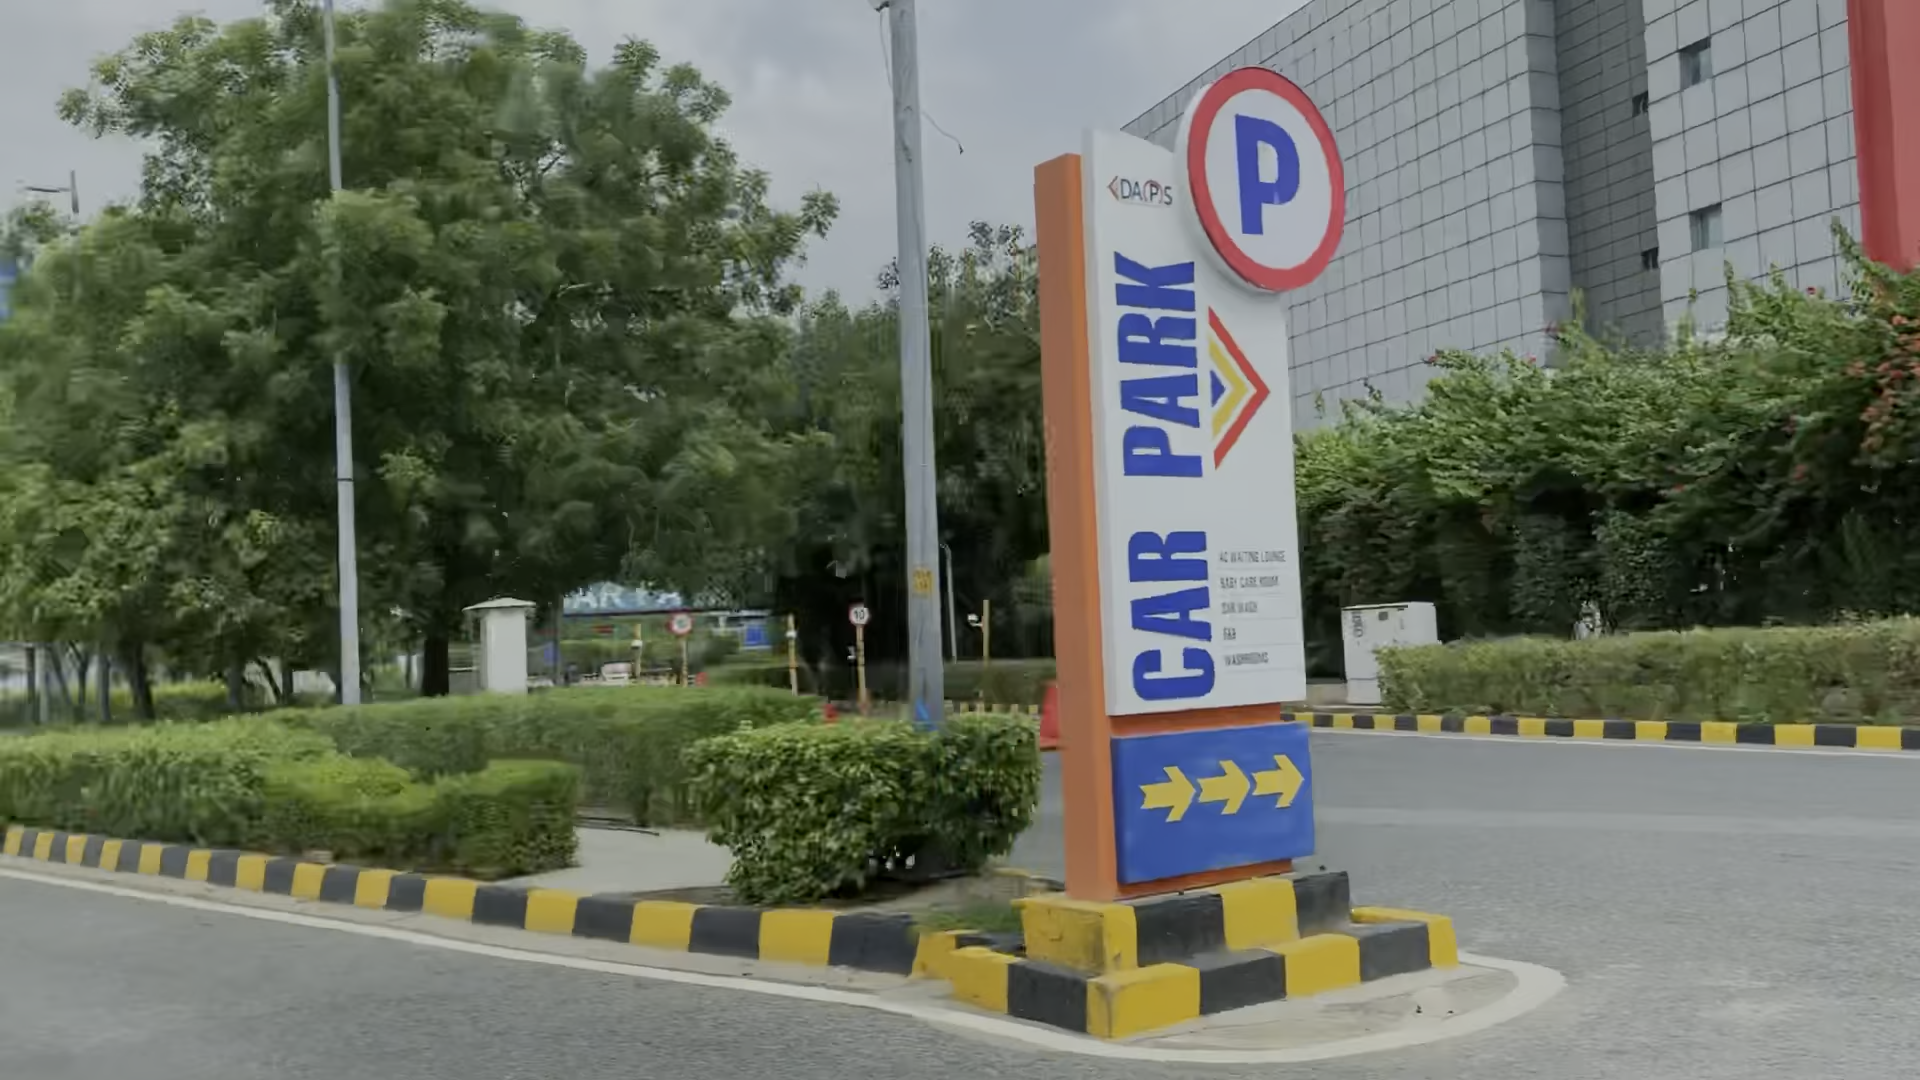 DA(P)S
P
CAR PARK
AC WAITING LOUNGE
BABY CARE ROOM
CAR WASH
F&B
WASHROOMS
10